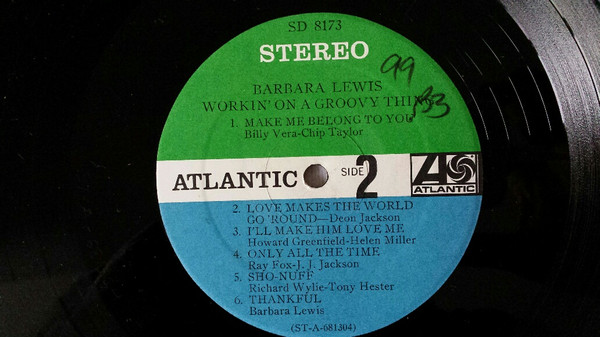 SD 8173
STEREO
99
B3
BARBARA LEWIS
WORKIN' ON A GROOVY THING
1. MAKE ME BELONG TO YOU
Billy Vera-Chip Taylor
ATLANTIC SIDE 2 ATLANTIC
2. LOVE MAKES THE WORLD
GO 'ROUND—Deon Jackson
3. I'LL MAKE HIM LOVE ME
Howard Greenfield-Helen Miller
4. ONLY ALL THE TIME
Ray Fox-J. J. Jackson
5. SHO-NUFF
Richard Wylie-Tony Hester
6. THANKFUL
Barbara Lewis
(ST-A-681304)